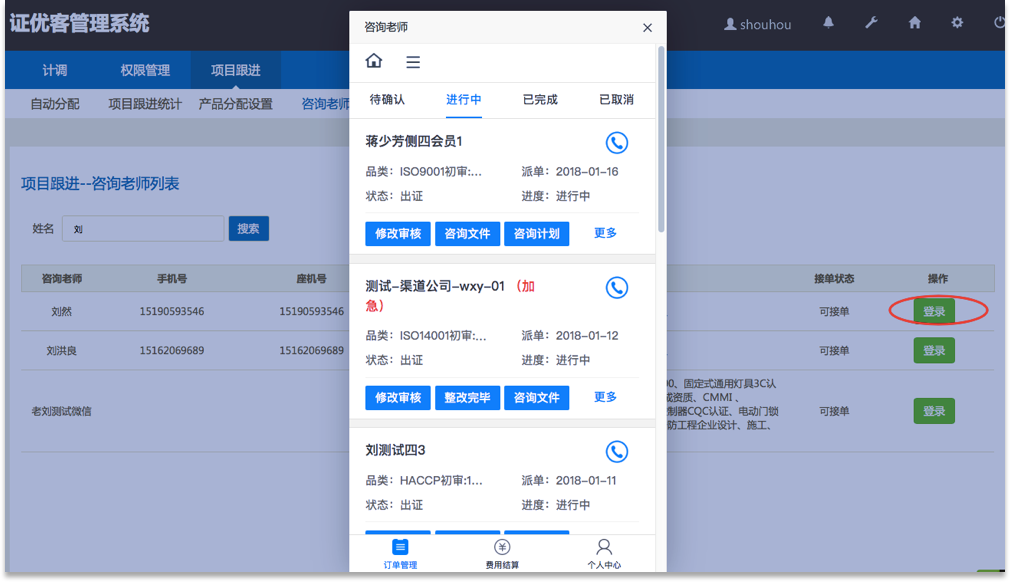 证优客管理系统
shouhou
计调 权限管理 项目跟进
自动分配 项目跟进统计 产品分配设置 咨询老师
项目跟进--咨询老师列表
姓名 刘 搜索
咨询老师 手机号 座机号 接单状态 操作
刘然 15190593546 15190593546 可接单 登录
刘洪良 15162069689 15162069689 可接单 登录
老刘测试微信 可接单 登录
0、固定式通用灯具3C认
成资质、CMMI 、
制器CQC认证、电动门锁
防工程企业设计、施工、
咨询老师
待确认 进行中 已完成 已取消
蒋少芳侧四会员1
品类：ISO9001初审:... 派单：2018-01-16
状态：出证 进度：进行中
修改审核 咨询文件 咨询计划 更多
测试-渠道公司-wxy-01 （加
急）
品类：ISO14001初审:... 派单：2018-01-12
状态：出证 进度：进行中
修改审核 整改完毕 咨询文件 更多
刘测试四3
品类：HACCP初审:1... 派单：2018-01-11
状态：出证 进度：进行中
订单管理 费用结算 个人中心